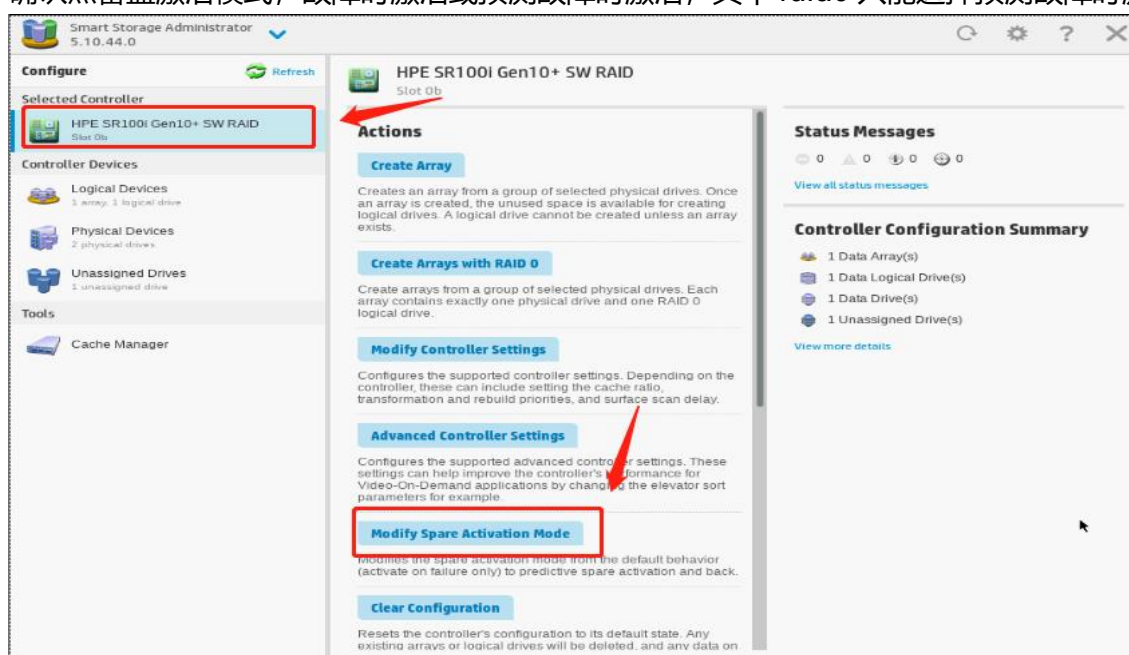 Smart Storage Administrator
5.10.44.0
Configure
Refresh
Selected Controller
HPE SR100i Gen10+ SW RAID
Slot 0b
Controller Devices
Logical Devices
1 array, 1 logical drive
Physical Devices
2 physical drives
Unassigned Drives
1 unassigned drive
Tools
Cache Manager
HPE SR100i Gen10+ SW RAID
Slot 0b
Actions
Create Array
Creates an array from a group of selected physical drives. Once
an array is created, the unused space is available for creating
logical drives. A logical drive cannot be created unless an array
exists.
Create Arrays with RAID 0
Create arrays from a group of selected physical drives. Each
array contains exactly one physical drive and one RAID 0
logical drive.
Modify Controller Settings
Configures the supported controller settings. Depending on the
controller, these can include setting the cache ratio,
transformation and rebuild priorities, and surface scan delay.
Advanced Controller Settings
Configures the supported advanced controller settings. These
settings can help improve the controller's performance for
Video-On-Demand applications by changing the elevator sort
parameters for example.
Modify Spare Activation Mode
Modifies the spare activation mode from the default behavior
(activate on failure only) to predictive spare activation and back.
Clear Configuration
Resets the controller's configuration to its default state. Any
existing arrays or logical drives will be deleted, and any data on
Status Messages
0 0 0 0
View all status messages
Controller Configuration Summary
1 Data Array(s)
1 Data Logical Drive(s)
1 Data Drive(s)
1 Unassigned Drive(s)
View more details